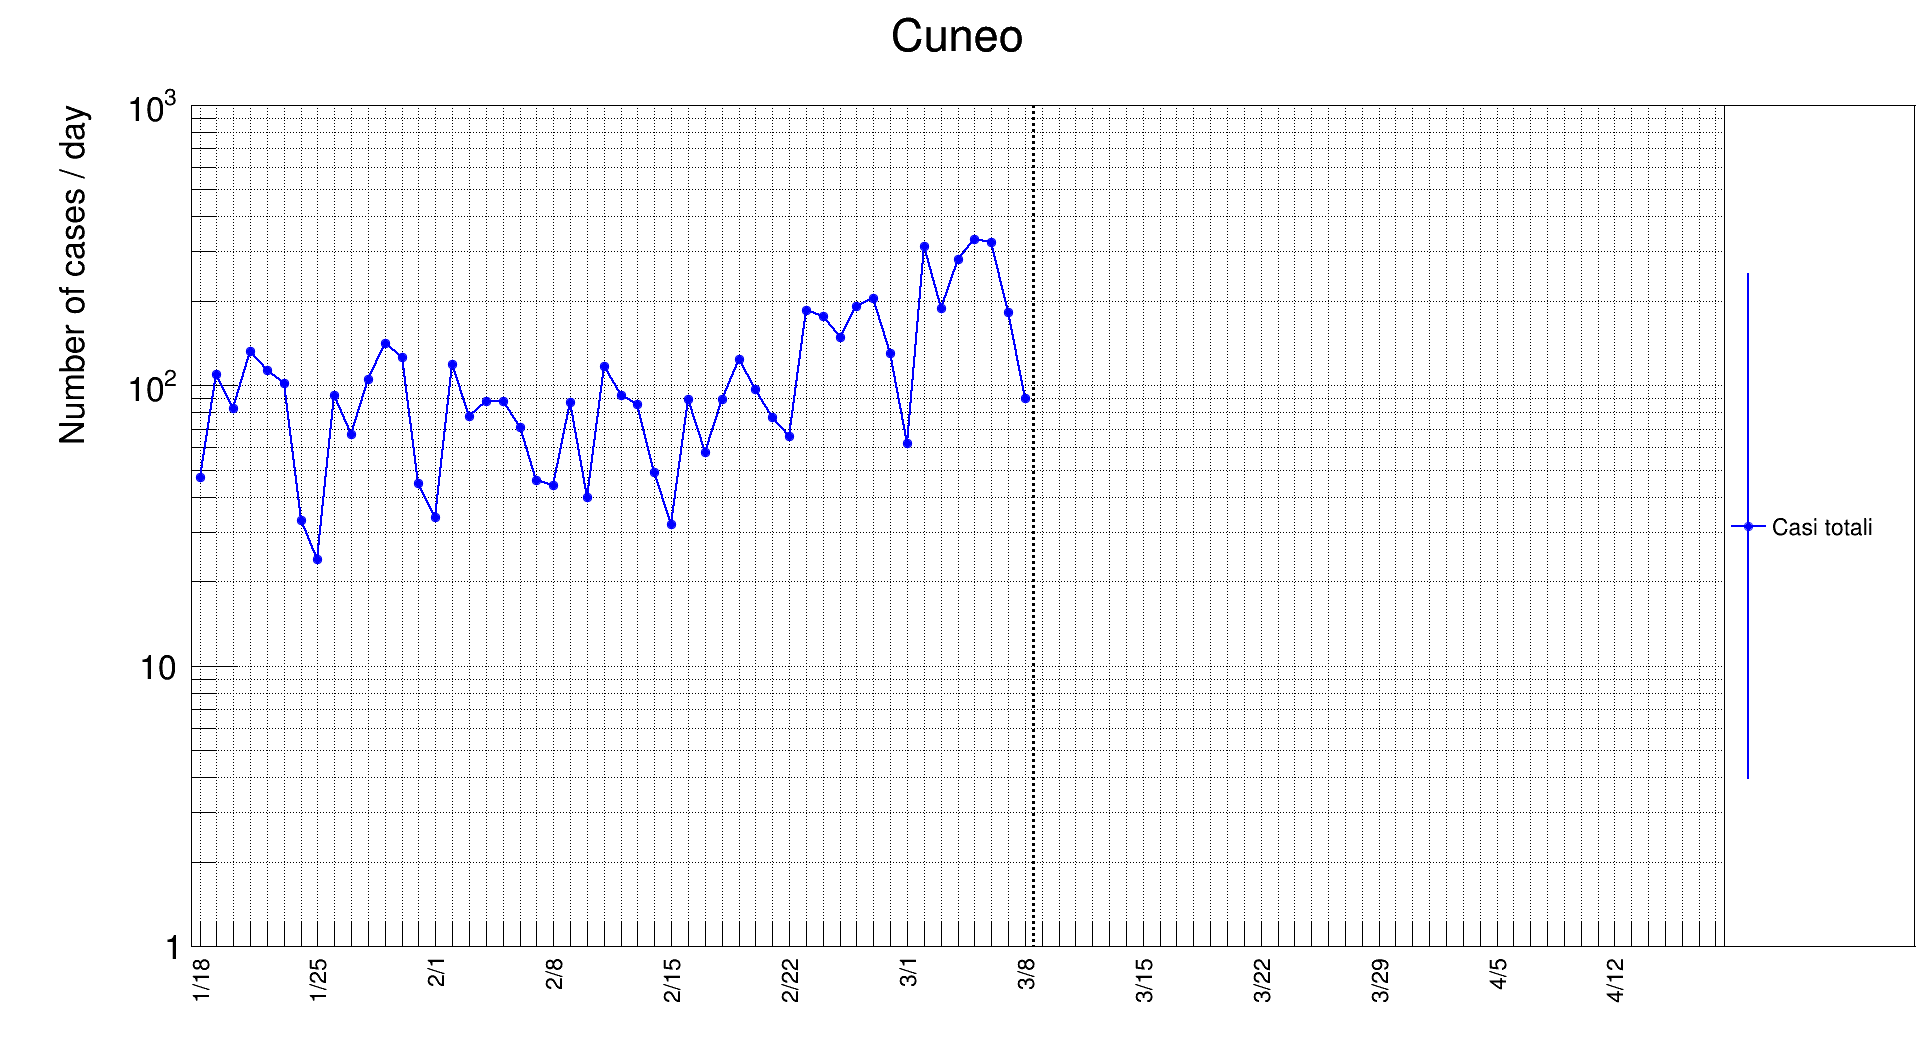 Cuneo
Number of cases / day
10³
10²
10
1
1/18 1/25 2/1 2/8 2/15 2/22 3/1 3/8 3/15 3/22 3/29 4/5 4/12
Casi totali